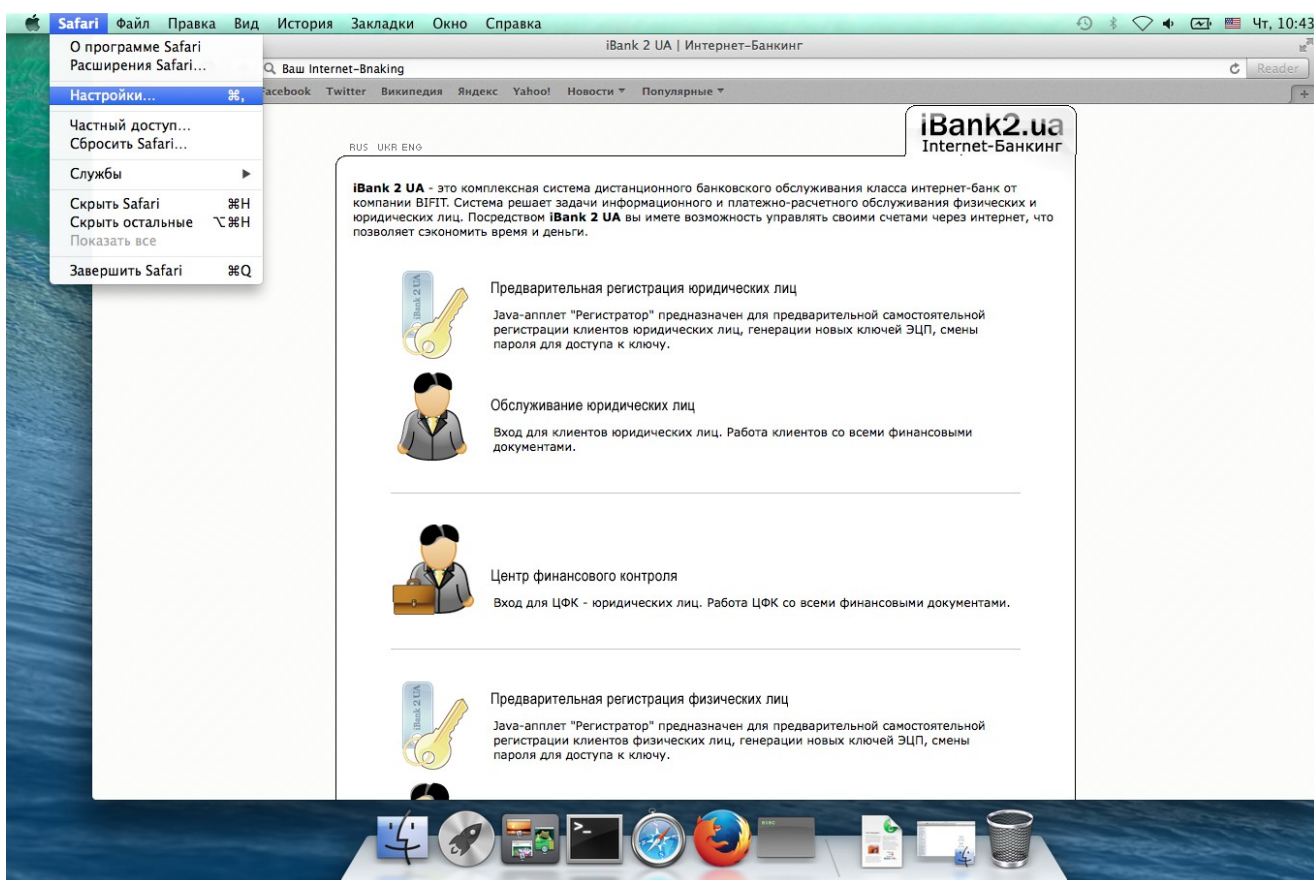 Safari Файл Правка Вид История Закладки Окно Справка Чт, 10:43
О программе Safari
Расширения Safari...
Настройки... ⌘,
Частный доступ...
Сбросить Safari...
Службы
Скрыть Safari ⌘H
Скрыть остальные ⌥⌘H
Показать все
Завершить Safari ⌘Q
iBank 2 UA | Интернет-Банкинг
Ваш Internet-Bnaking Reader
acebook Twitter Википедия Яндекс Yahoo! Новости Популярные
iBank2.ua
Internet-Банкинг
RUS UKR ENG
iBank 2 UA - это комплексная система дистанционного банковского обслуживания класса интернет-банк от
компании BIFIT. Система решает задачи информационного и платежно-расчетного обслуживания физических и
юридических лиц. Посредством iBank 2 UA вы имете возможность управлять своими счетами через интернет, что
позволяет сэкономить время и деньги.
iBank 2 UA
Предварительная регистрация юридических лиц
Java-апплет "Регистратор" предназначен для предварительной самостоятельной
регистрации клиентов юридических лиц, генерации новых ключей ЭЦП, смены
пароля для доступа к ключу.
Обслуживание юридических лиц
Вход для клиентов юридических лиц. Работа клиентов со всеми финансовыми
документами.
Центр финансового контроля
Вход для ЦФК - юридических лиц. Работа ЦФК со всеми финансовыми документами.
iBank 2 UA
Предварительная регистрация физических лиц
Java-апплет "Регистратор" предназначен для предварительной самостоятельной
регистрации клиентов физических лиц, генерации новых ключей ЭЦП, смены
пароля для доступа к ключу.